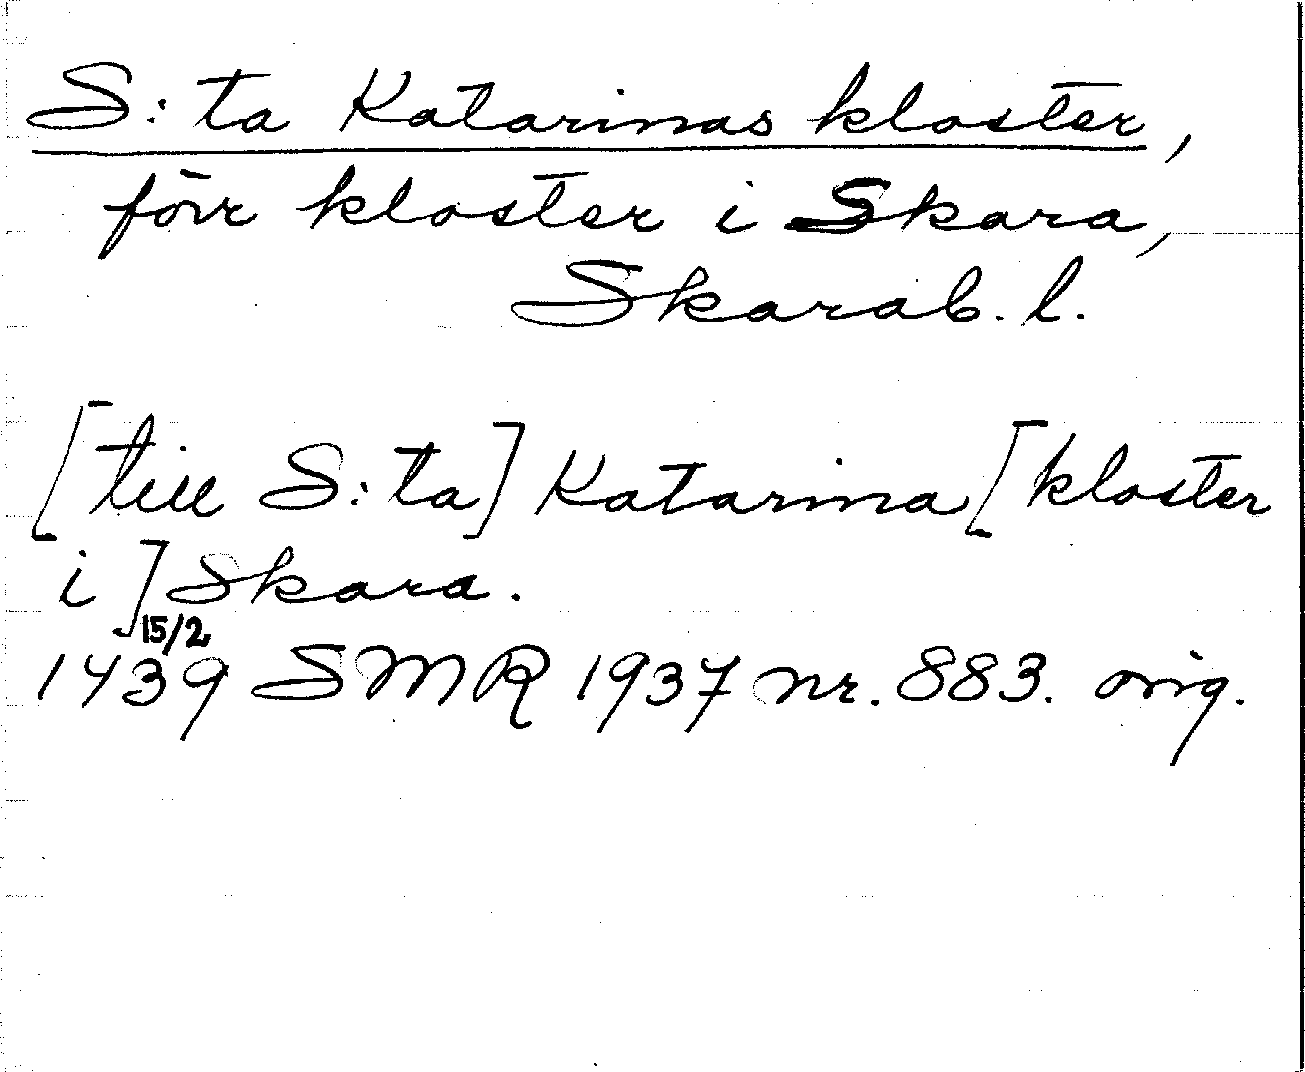 S:ta Katarinas kloster,
förr kloster i Skara,
Skarab. l.
[till S:ta] Katarina [kloster
i] Skara.
15/2
1439 SMR 1937 nr. 883. orig.